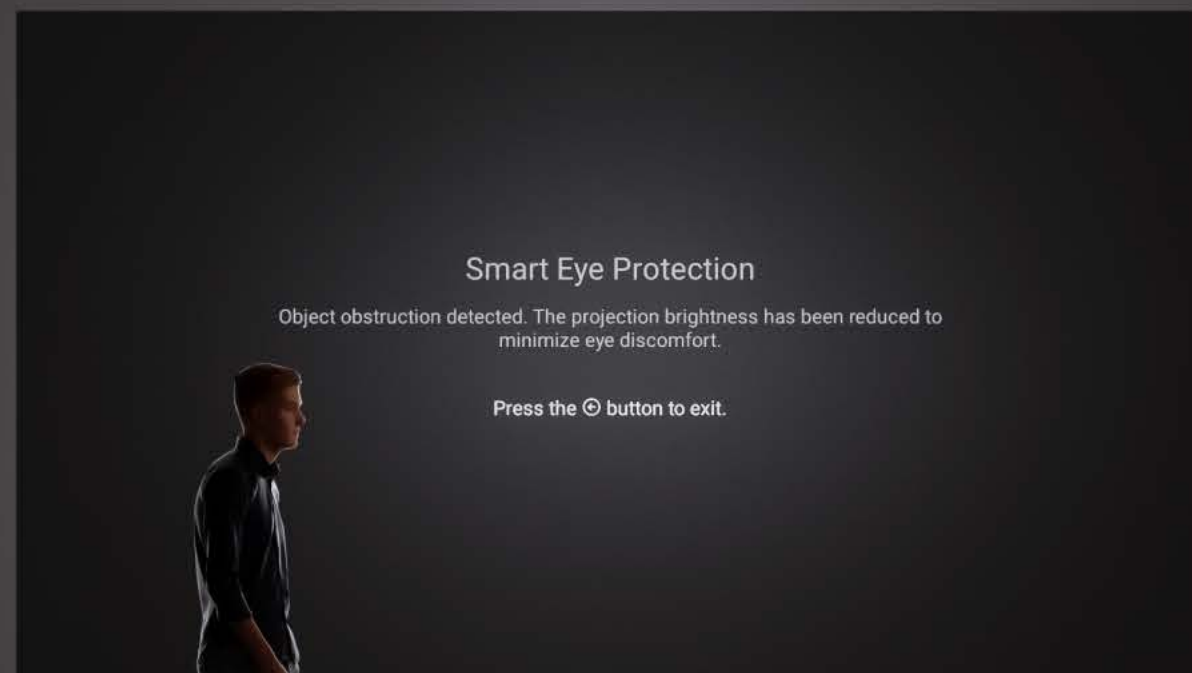 Smart Eye Protection
Object obstruction detected. The projection brightness has been reduced to
minimize eye discomfort.
Press the ← button to exit.